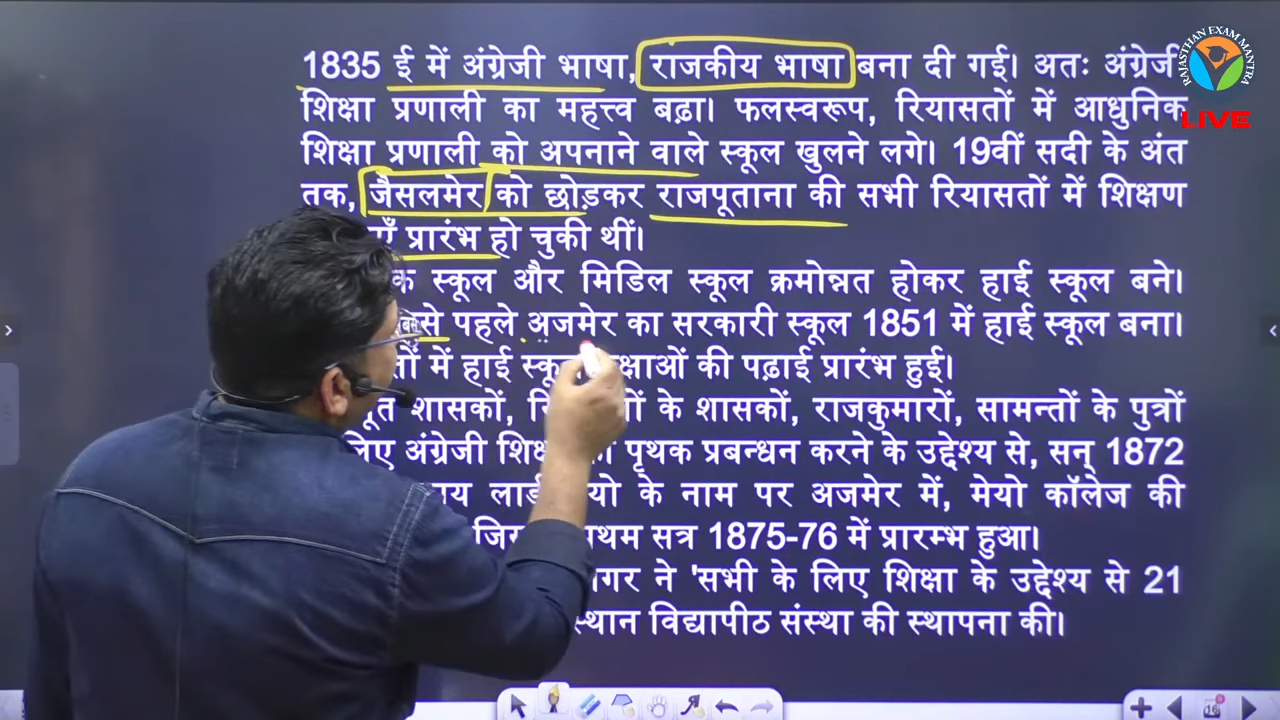 RAJASTHAN EXAM MANTRA
LIVE
1835 ई में अंग्रेजी भाषा, राजकीय भाषा बना दी गई। अतः अंग्रेजी
शिक्षा प्रणाली का महत्त्व बढ़ा। फलस्वरूप, रियासतों में आधुनिक
शिक्षा प्रणाली को अपनाने वाले स्कूल खुलने लगे। 19वीं सदी के अंत
तक, जैसलमेर को छोड़कर राजपूताना की सभी रियासतों में शिक्षण
प्रारंभ हो चुकी थीं।
स्कूल और मिडिल स्कूल क्रमोन्नत होकर हाई स्कूल बने।
पहले अजमेर का सरकारी स्कूल 1851 में हाई स्कूल बना।
में हाई की पढ़ाई प्रारंभ हुई।
शासकों, के शासकों, राजकुमारों, सामन्तों के पुत्रों
अंग्रेजी पृथक प्रबन्धन करने के उद्देश्य से, सन् 1872
के नाम पर अजमेर में, मेयो कॉलेज की
सत्र 1875-76 में प्रारम्भ हुआ।
ने 'सभी के लिए शिक्षा के उद्देश्य से 21
विद्यापीठ संस्था की स्थापना की।
16